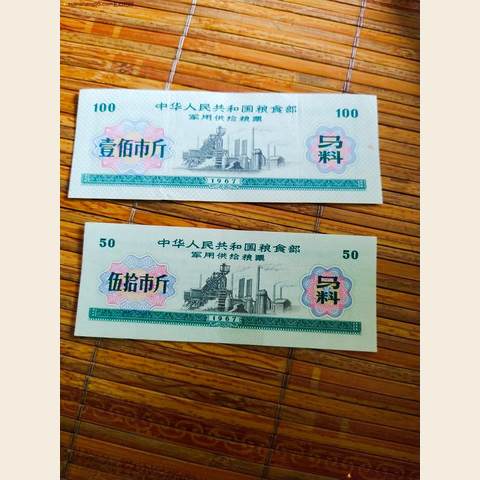 100 中华人民共和国粮食部 100
军用供给粮票
壹佰市斤 马料
1967
50 中华人民共和国粮食部 50
军用供给粮票
伍拾市斤 马料
1967